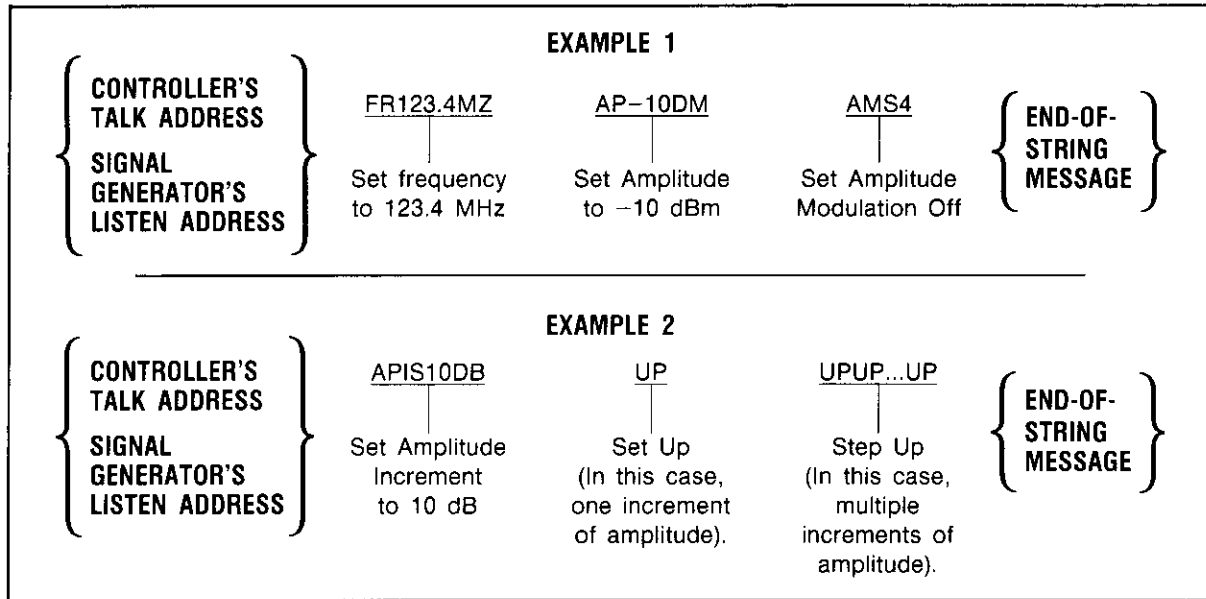 EXAMPLE 1
CONTROLLER'S
TALK ADDRESS
SIGNAL
GENERATOR'S
LISTEN ADDRESS
FR123.4MZ
Set frequency
to 123.4 MHz
AP–10DM
Set Amplitude
to –10 dBm
AMS4
Set Amplitude
Modulation Off
END-OF-
STRING
MESSAGE
EXAMPLE 2
CONTROLLER'S
TALK ADDRESS
SIGNAL
GENERATOR'S
LISTEN ADDRESS
APIS10DB
Set Amplitude
Increment
to 10 dB
UP
Set Up
(In this case,
one increment
of amplitude).
UPUP...UP
Step Up
(In this case,
multiple
increments of
amplitude).
END-OF-
STRING
MESSAGE